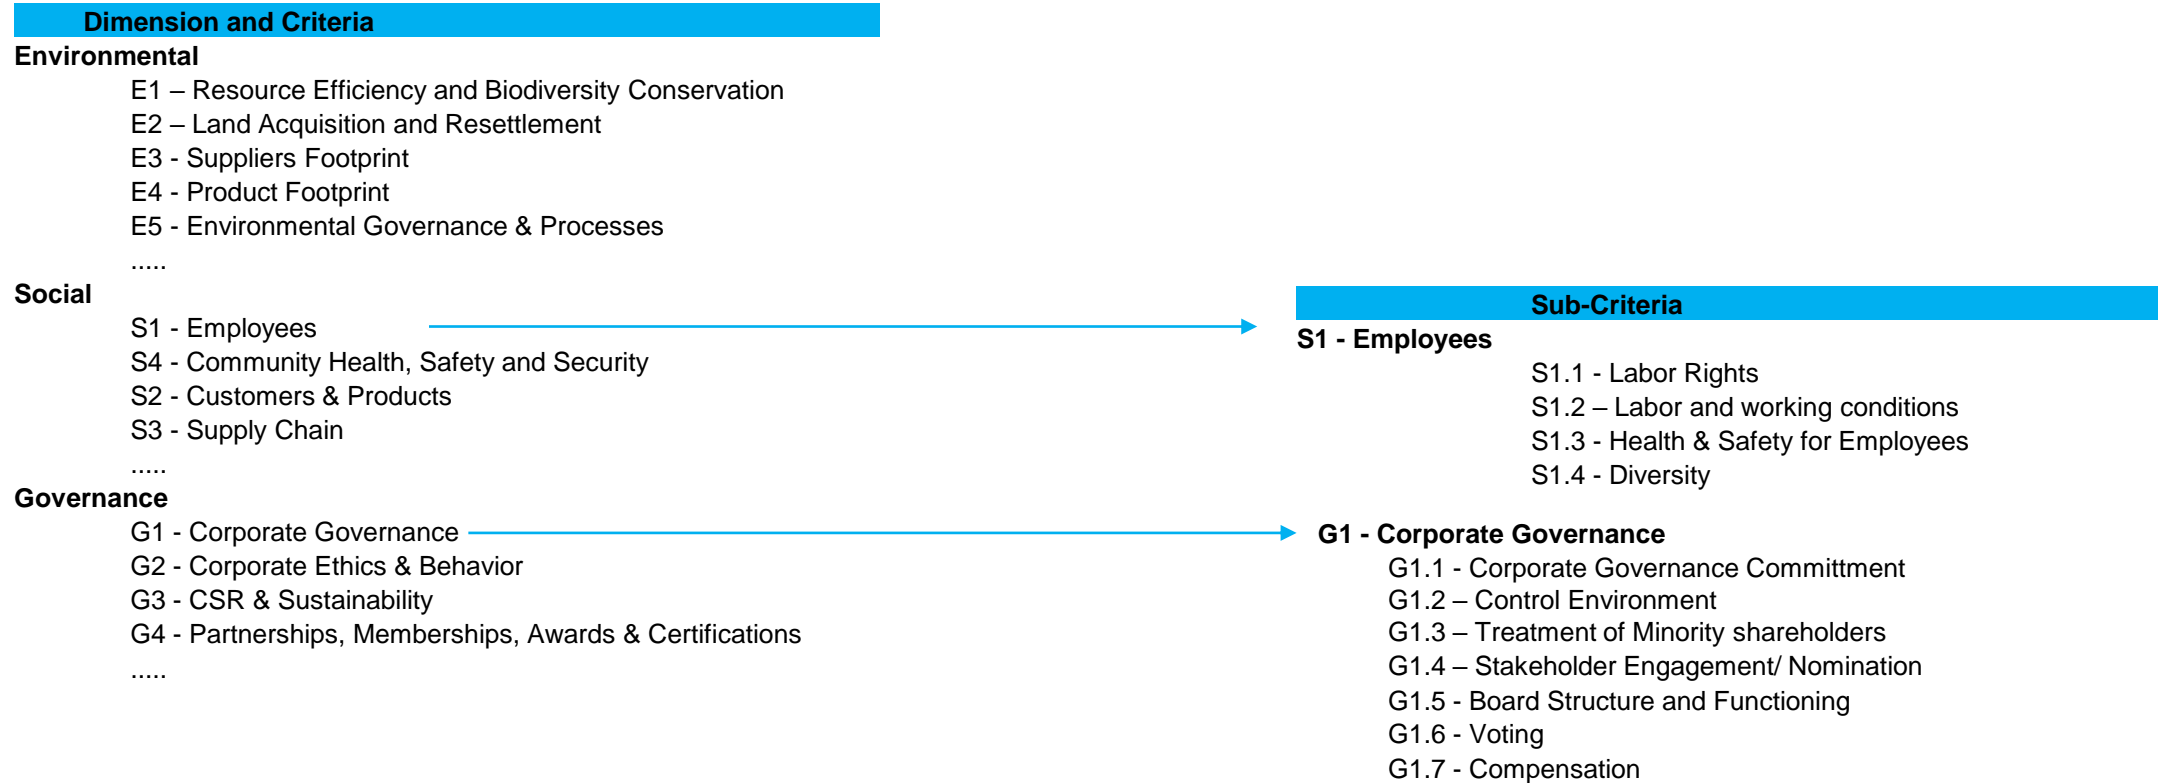 Dimension and Criteria
Environmental
E1 – Resource Efficiency and Biodiversity Conservation
E2 – Land Acquisition and Resettlement
E3 - Suppliers Footprint
E4 - Product Footprint
E5 - Environmental Governance & Processes
.....
Social
S1 - Employees
S4 - Community Health, Safety and Security
S2 - Customers & Products
S3 - Supply Chain
.....
Governance
G1 - Corporate Governance
G2 - Corporate Ethics & Behavior
G3 - CSR & Sustainability
G4 - Partnerships, Memberships, Awards & Certifications
.....
Sub-Criteria
S1 - Employees
S1.1 - Labor Rights
S1.2 – Labor and working conditions
S1.3 - Health & Safety for Employees
S1.4 - Diversity
G1 - Corporate Governance
G1.1 - Corporate Governance Committment
G1.2 – Control Environment
G1.3 – Treatment of Minority shareholders
G1.4 – Stakeholder Engagement/ Nomination
G1.5 - Board Structure and Functioning
G1.6 - Voting
G1.7 - Compensation